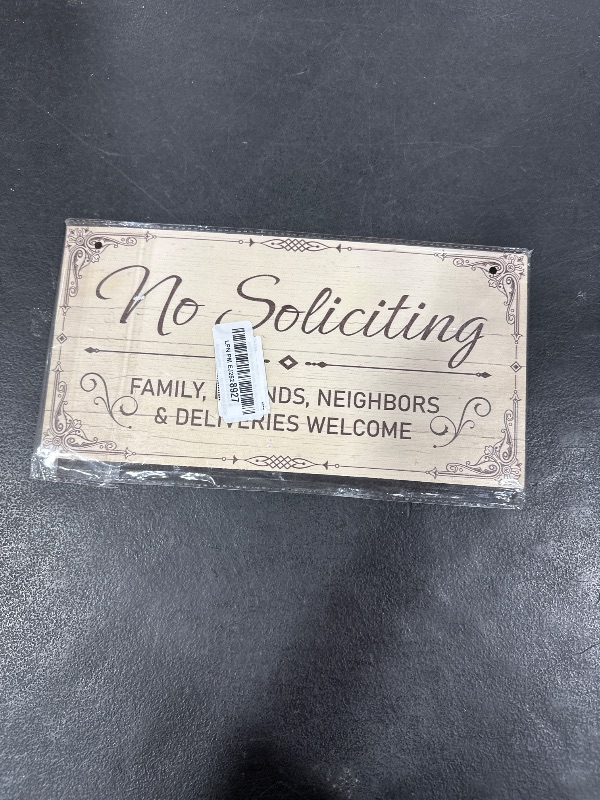 No Soliciting
FAMILY, NDS, NEIGHBORS
& DELIVERIES WELCOME